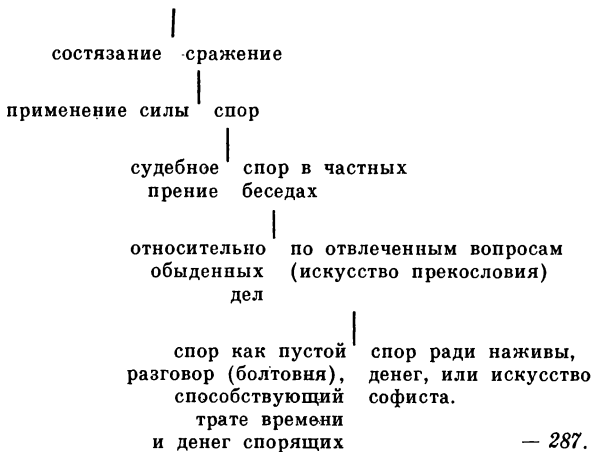 состязание сражение
применение силы спор
судебное спор в частных
прение беседах
относительно по отвлеченным вопросам
обыденных (искусство прекословия)
дел
спор как пустой спор ради наживы,
разговор (болтовня), денег, или искусство
способствующий софиста.
трате времени
и денег спорящих — 287.